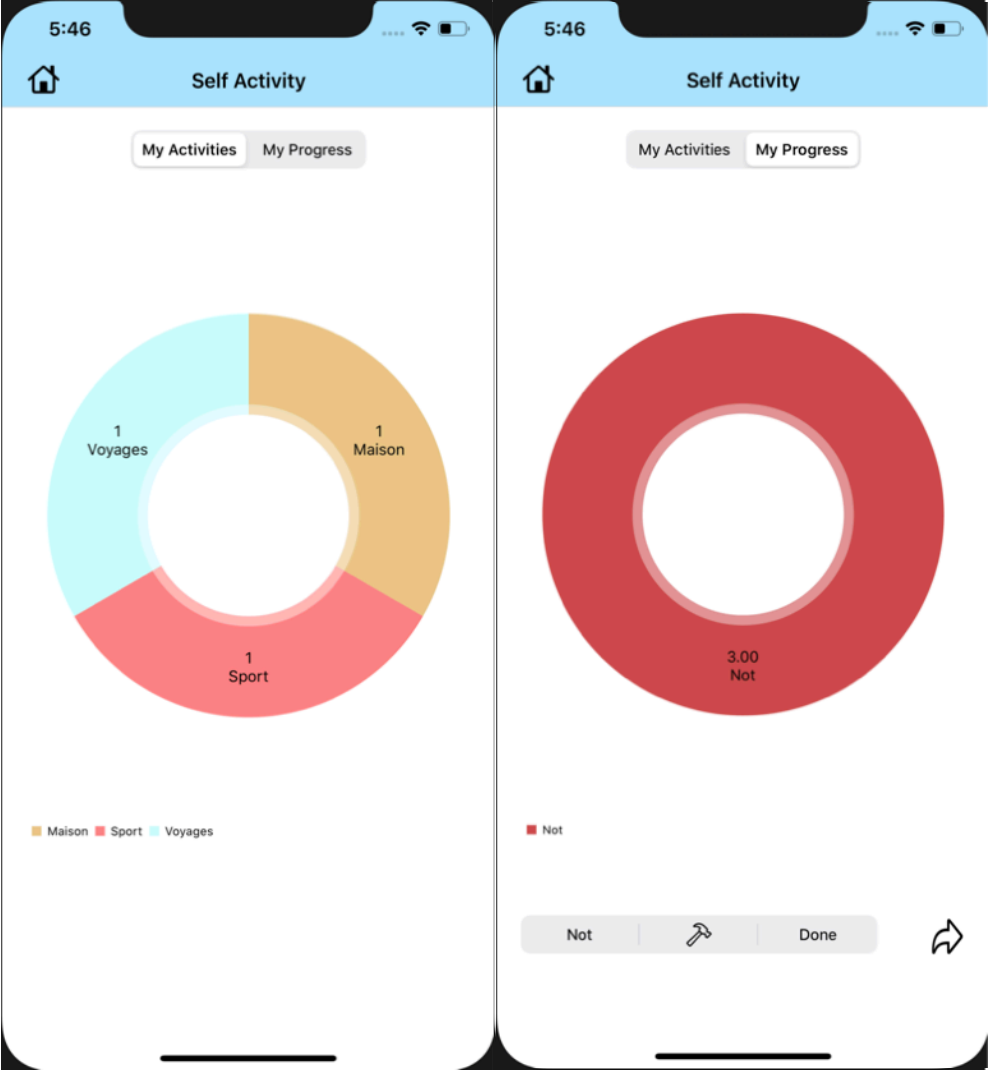 5:46
Self Activity
My Activities My Progress
1
Voyages
1
Maison
1
Sport
Maison Sport Voyages
5:46
Self Activity
My Activities My Progress
3.00
Not
Not
Not Done